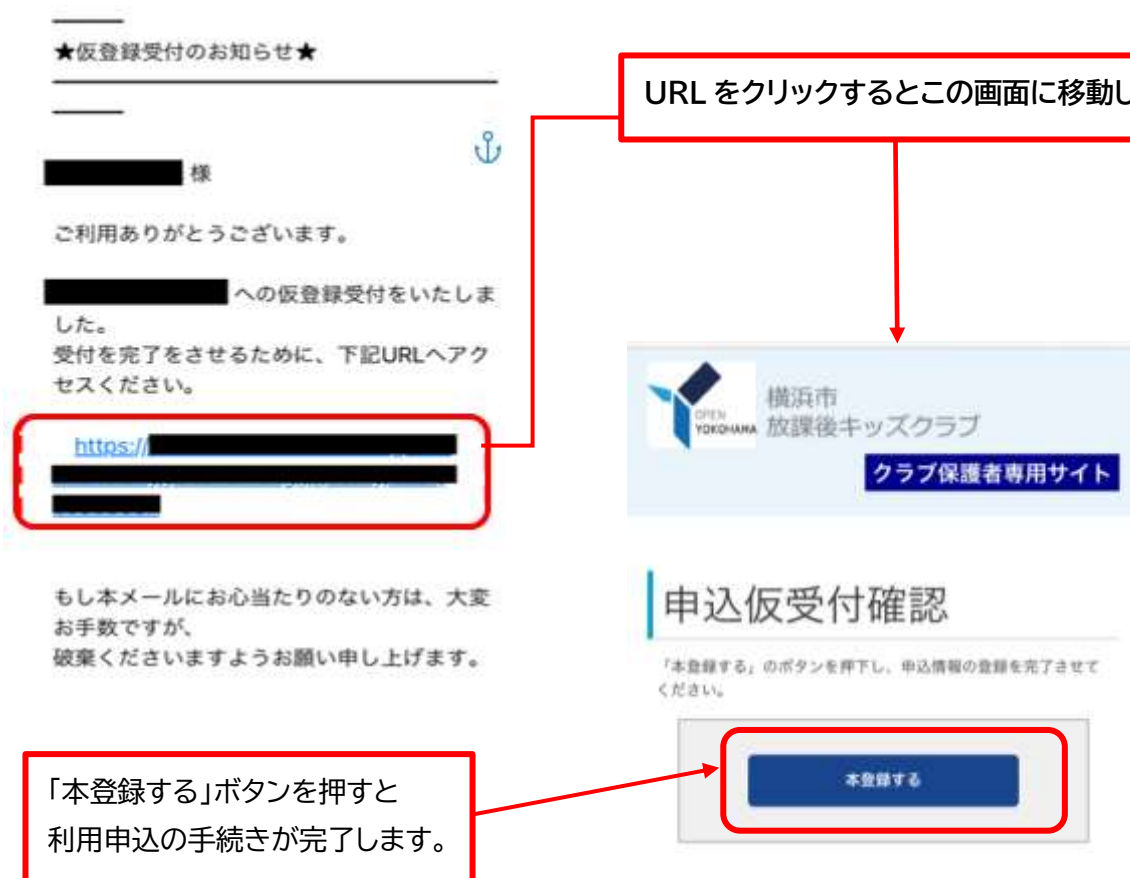 ★仮登録受付のお知らせ★
様
ご利用ありがとうございます。
への仮登録受付をいたしま
した。
受付を完了をさせるために、下記URLへアク
セスください。
https://
もし本メールにお心当たりのない方は、大変
お手数ですが、
破棄くださいますようお願い申し上げます。
URL をクリックするとこの画面に移動し
OPEN
YOKOHAMA
横浜市
放課後キッズクラブ
クラブ保護者専用サイト
申込仮受付確認
「本登録する」のボタンを押下し、申込情報の登録を完了させて
ください。
本登録する
「本登録する」ボタンを押すと
利用申込の手続きが完了します。